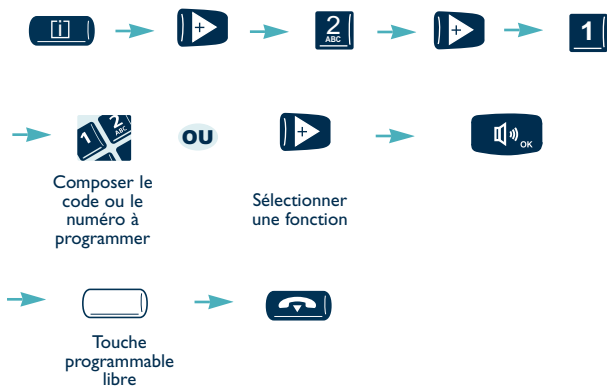 [i] + 2 ABC + 1
1 2 ABC OU + OK
Composer le
code ou le
numéro à
programmer
Sélectionner
une fonction
Touche
programmable
libre